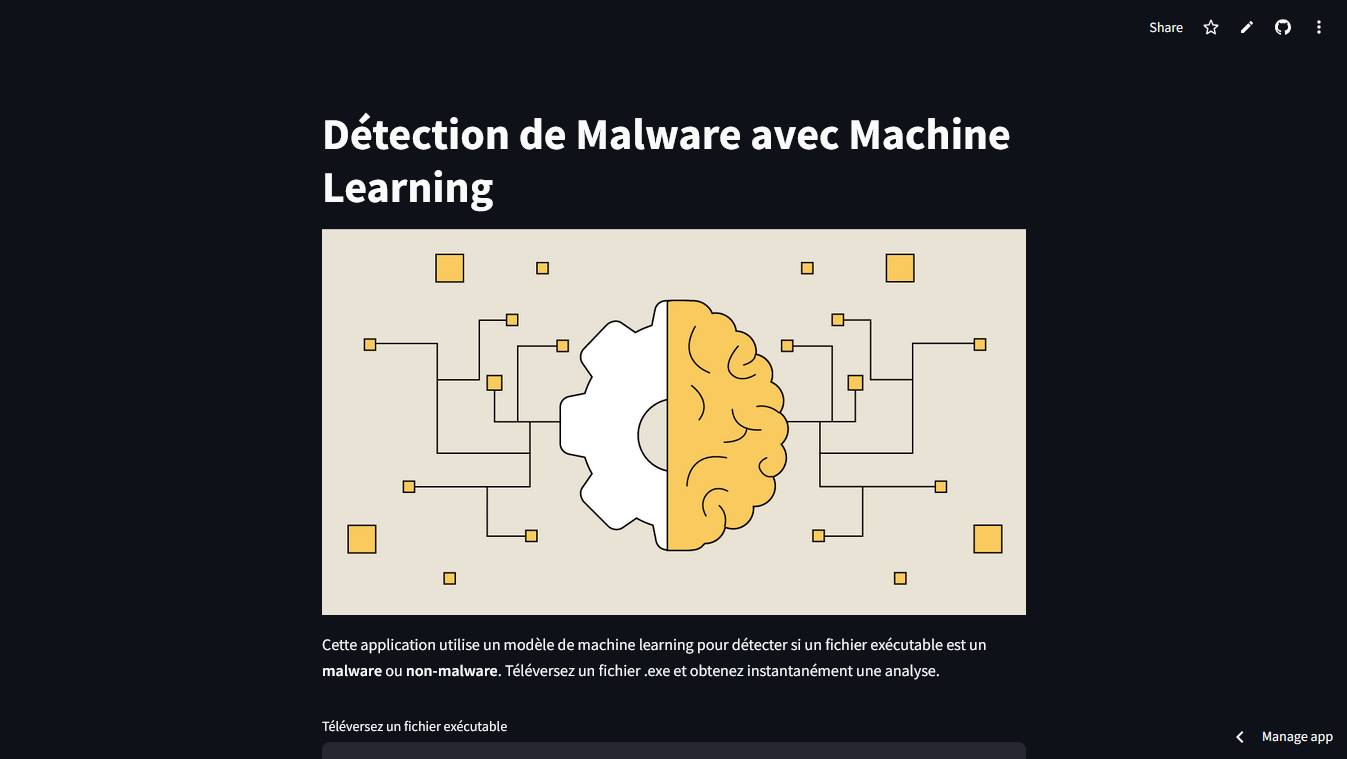 Share
Détection de Malware avec Machine
Learning
Cette application utilise un modèle de machine learning pour détecter si un fichier exécutable est un
malware ou non-malware. Téléversez un fichier .exe et obtenez instantanément une analyse.
Téléversez un fichier exécutable
Manage app